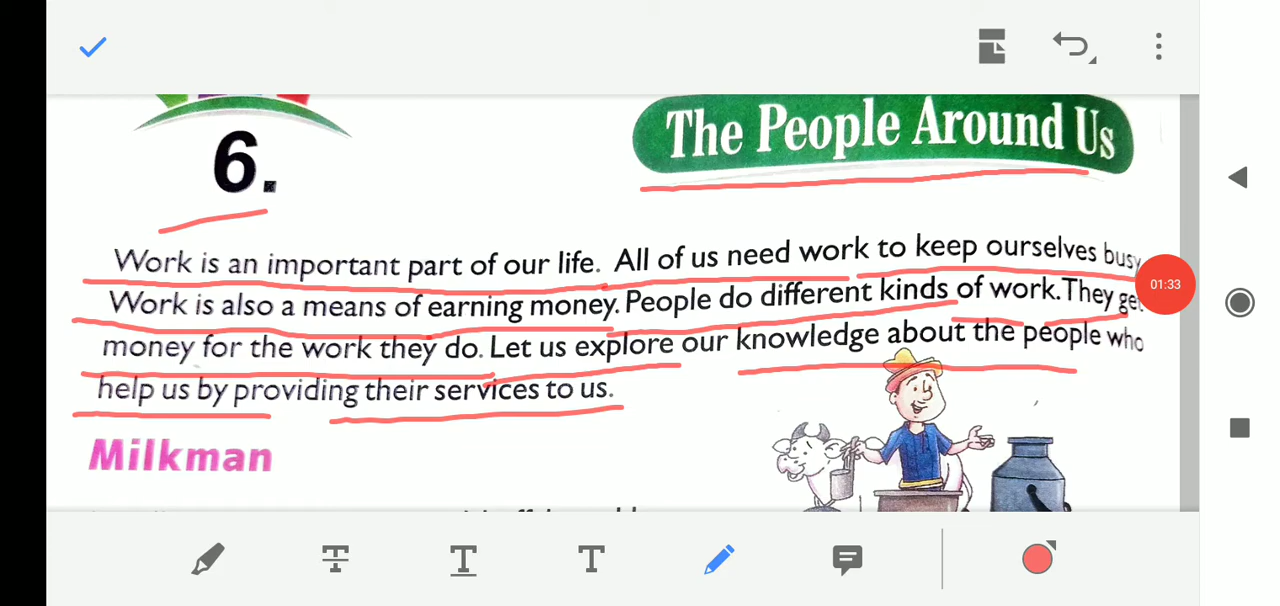 The People Around Us
6.
Work is an important part of our life. All of us need work to keep ourselves busy
Work is also a means of earning money. People do different kinds of work. They get
money for the work they do. Let us explore our knowledge about the people who
help us by providing their services to us.
01:33
Milkman
T
T
T